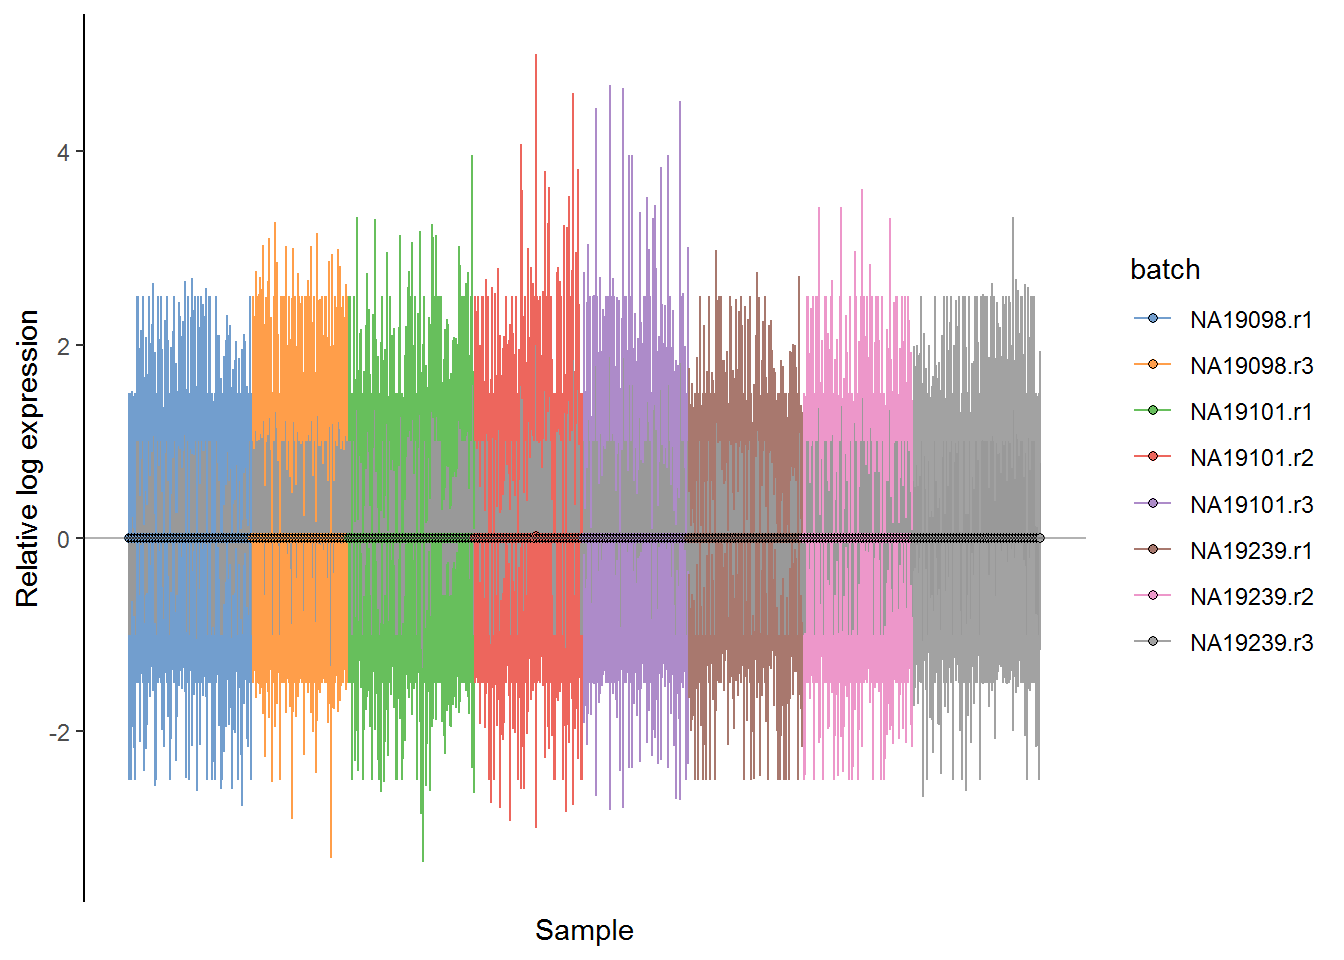 Relative log expression
4
2
0
-2
Sample
batch
NA19098.r1
NA19098.r3
NA19101.r1
NA19101.r2
NA19101.r3
NA19239.r1
NA19239.r2
NA19239.r3